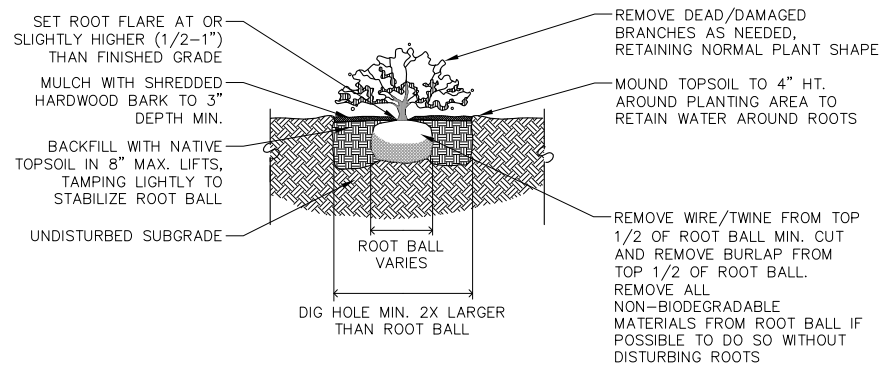 SET ROOT FLARE AT OR
SLIGHTLY HIGHER (1/2-1")
THAN FINISHED GRADE
MULCH WITH SHREDDED
HARDWOOD BARK TO 3"
DEPTH MIN.
BACKFILL WITH NATIVE
TOPSOIL IN 8" MAX. LIFTS,
TAMPING LIGHTLY TO
STABILIZE ROOT BALL
UNDISTURBED SUBGRADE
ROOT BALL
VARIES
DIG HOLE MIN. 2X LARGER
THAN ROOT BALL
REMOVE DEAD/DAMAGED
BRANCHES AS NEEDED,
RETAINING NORMAL PLANT SHAPE
MOUND TOPSOIL TO 4" HT.
AROUND PLANTING AREA TO
RETAIN WATER AROUND ROOTS
REMOVE WIRE/TWINE FROM TOP
1/2 OF ROOT BALL MIN. CUT
AND REMOVE BURLAP FROM
TOP 1/2 OF ROOT BALL.
REMOVE ALL
NON-BIODEGRADABLE
MATERIALS FROM ROOT BALL IF
POSSIBLE TO DO SO WITHOUT
DISTURBING ROOTS